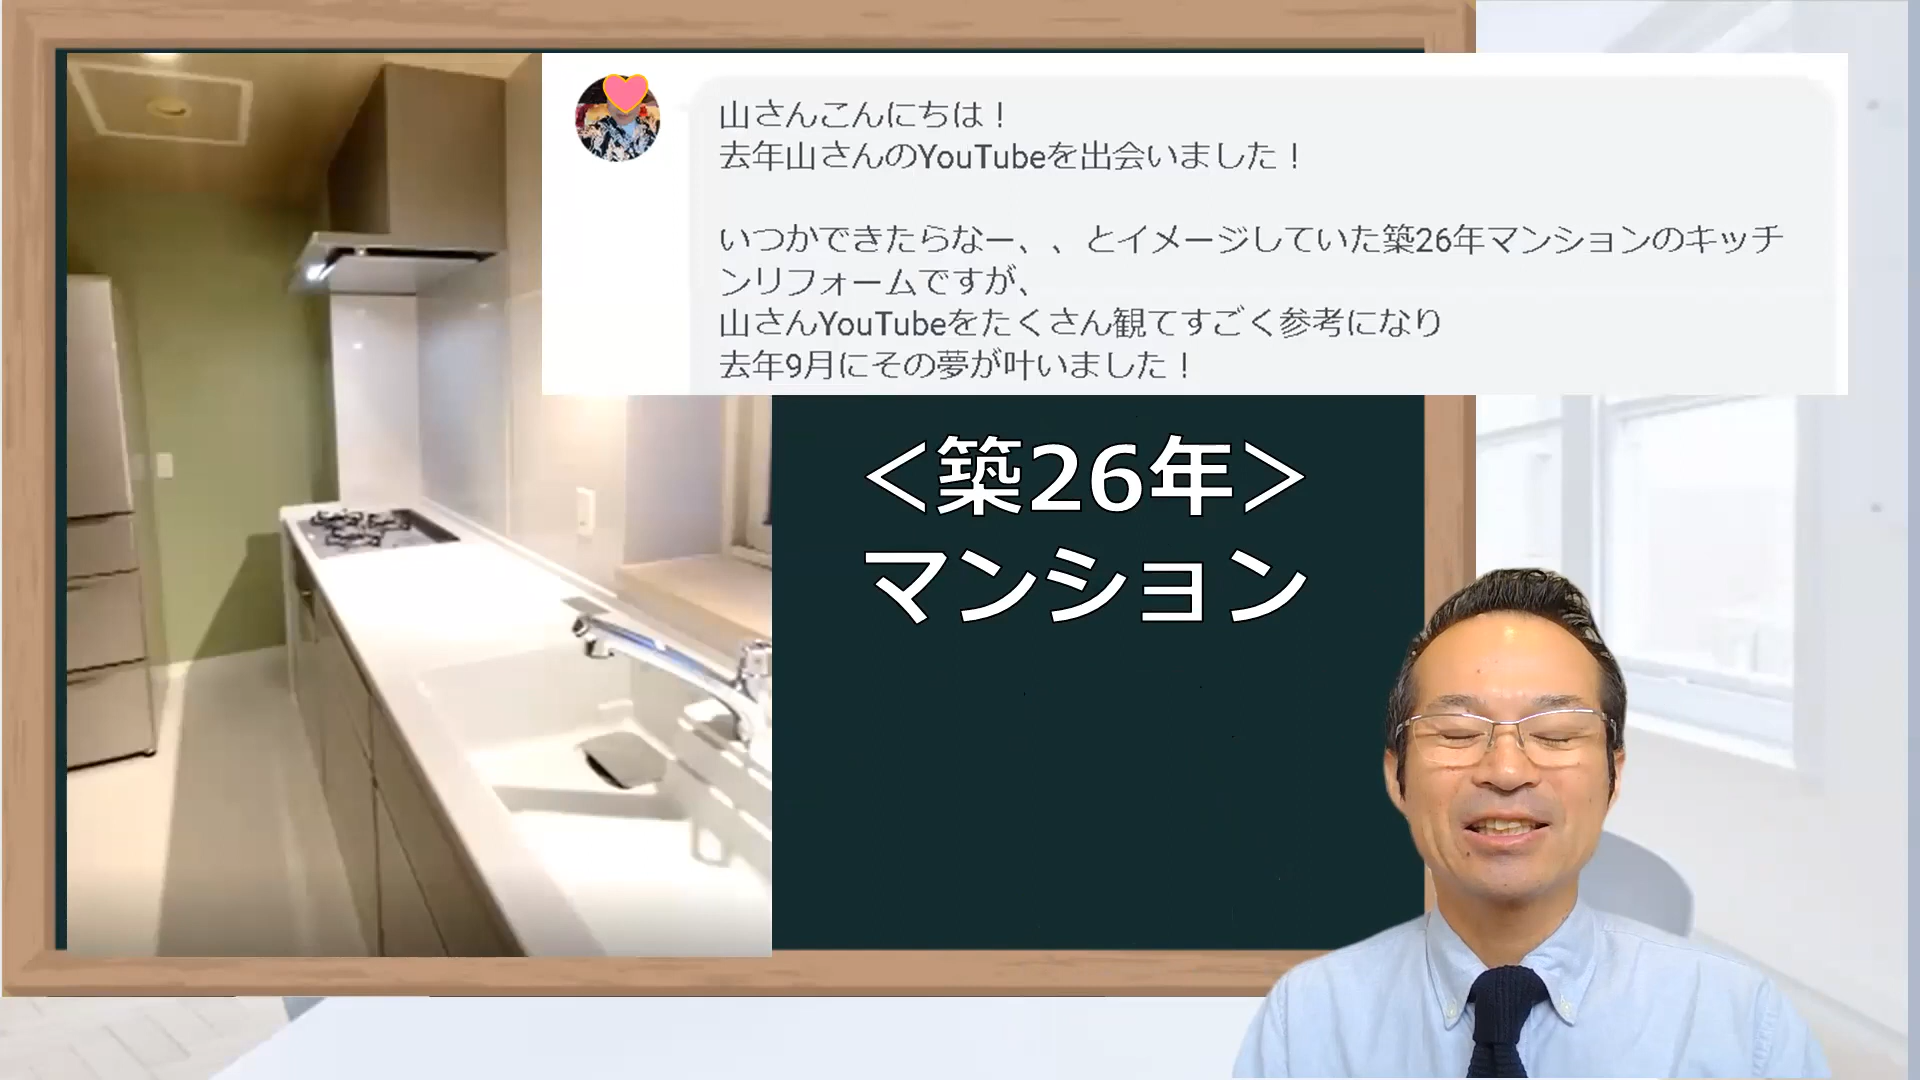 山さんこんにちは！
去年山さんのYouTubeを出会いました！
いつかできたらなー、、とイメージしていた築26年マンションのキッチ
ンリフォームですが、
山さんYouTubeをたくさん観てすごく参考になり
去年9月にその夢が叶いました！
＜築26年＞
マンション